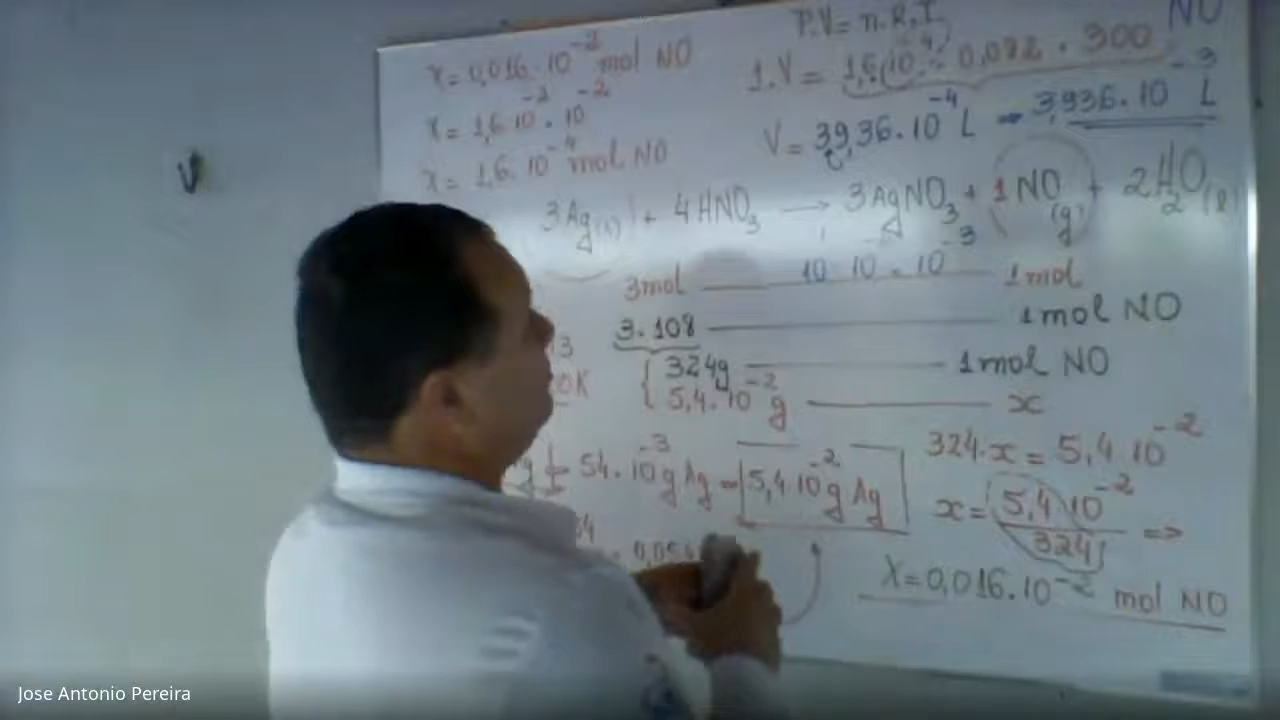 X = 0,016.10⁻² mol NO
X = 1,6.10⁻².10⁻²
X = 1,6.10⁻⁴ mol NO
P.V = n.R.T
NO
1.V = 1,6.10⁻⁴. 0,082 . 300
V = 39,36.10⁻⁴ L → 3,936.10⁻³ L
3Ag(s) + 4HNO₃ → 3AgNO₃ + 1NO(g) + 2H₂O(l)
10 10 . 10⁻³
3mol 1mol
3.108 1mol NO
324g 1mol NO
5,4.10⁻² g x
324.x = 5,4 10⁻²
54.10⁻³ g Ag = 5,4.10⁻² g Ag
x = 5,4 10⁻² / 324 ⇒
X = 0,016.10⁻² mol NO
V
Jose Antonio Pereira